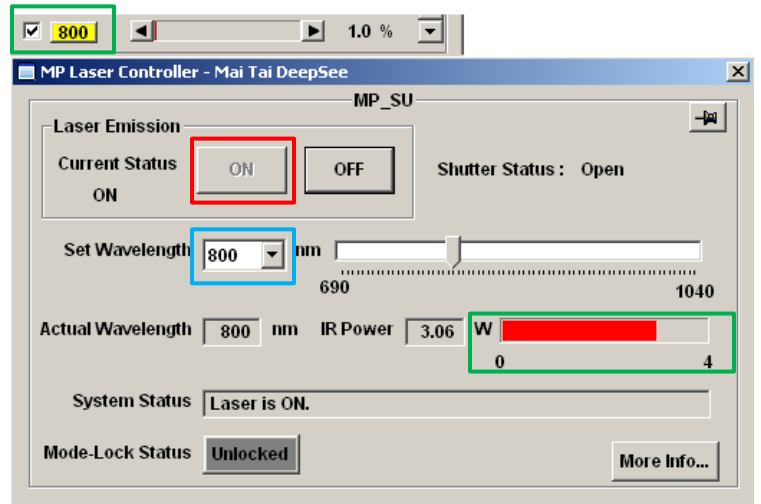 800 1.0 %
MP Laser Controller - Mai Tai DeepSee
MP_SU
Laser Emission
Current Status ON OFF Shutter Status : Open
ON
Set Wavelength 800 nm
690 1040
Actual Wavelength 800 nm IR Power 3.06 W
0 4
System Status Laser is ON.
Mode-Lock Status Unlocked More Info...